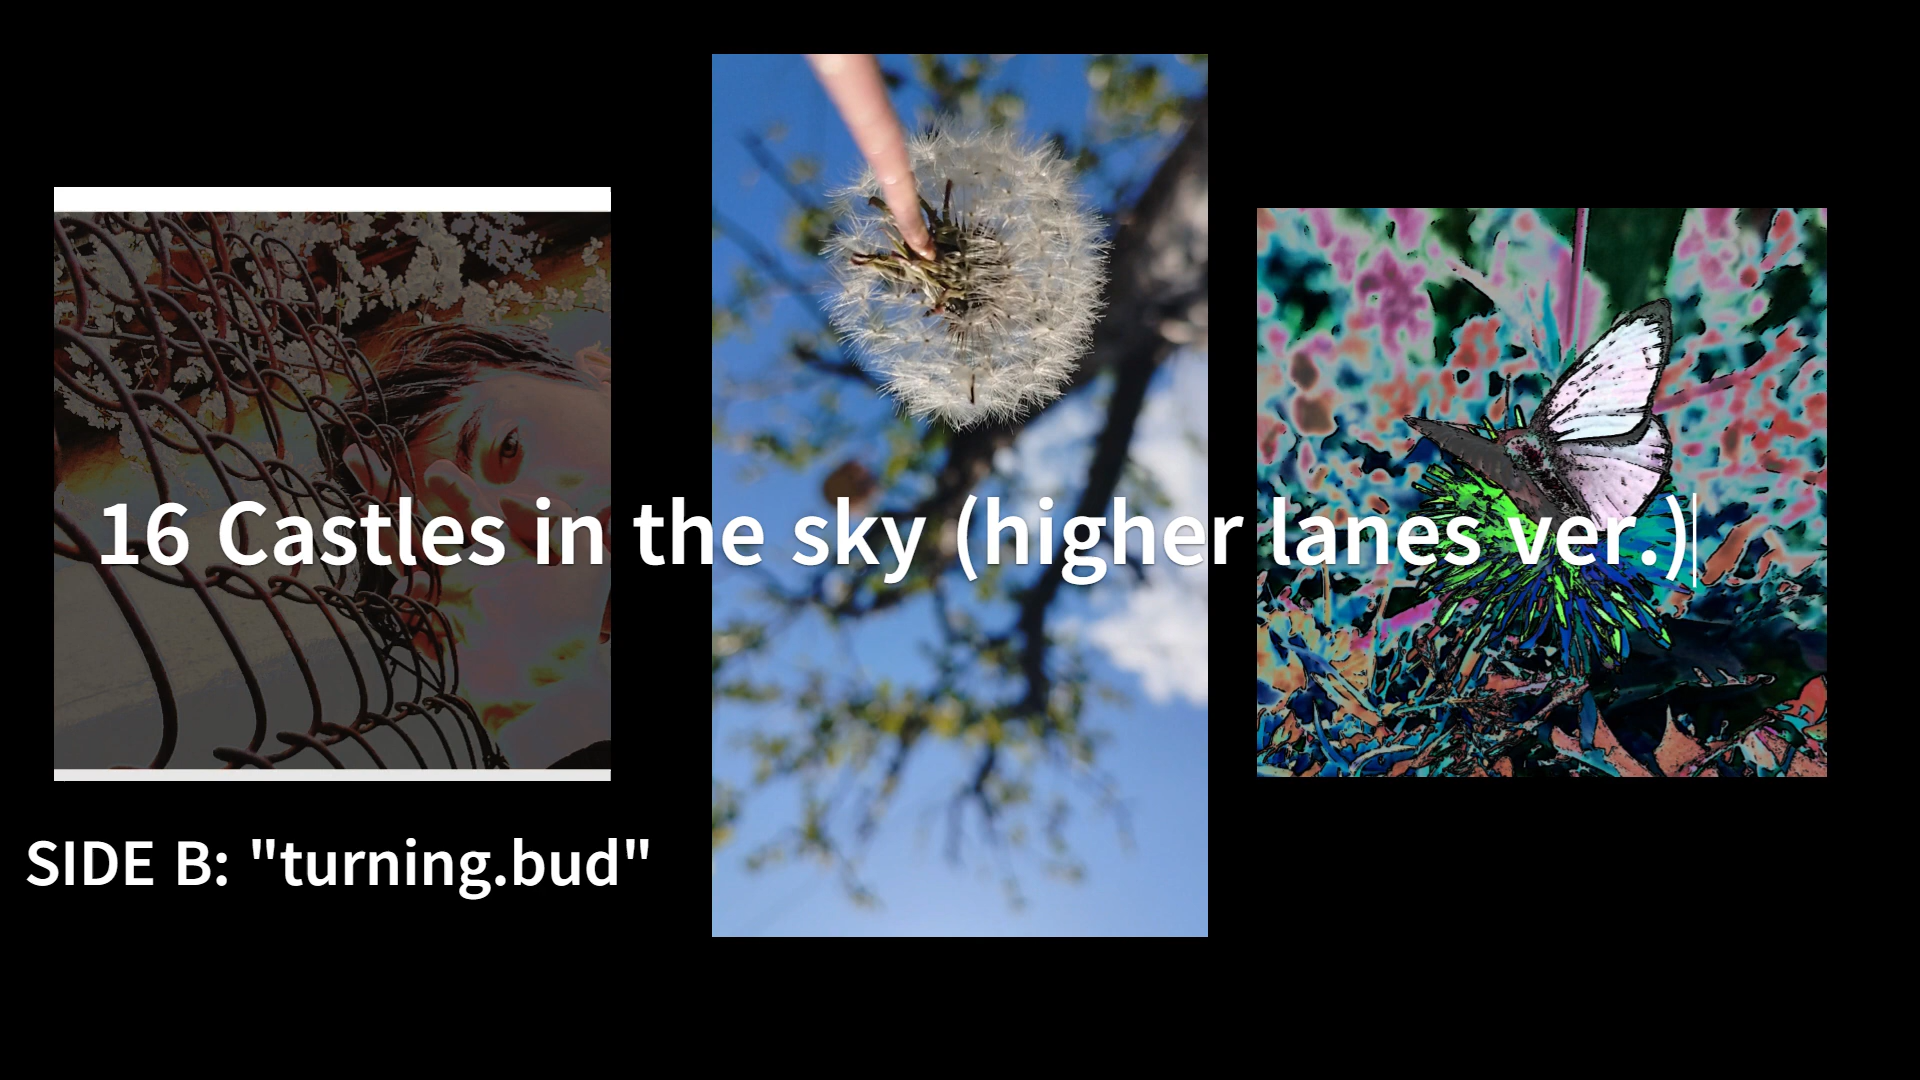 16 Castles in the sky (higher lanes ver.)
SIDE B: "turning.bud"